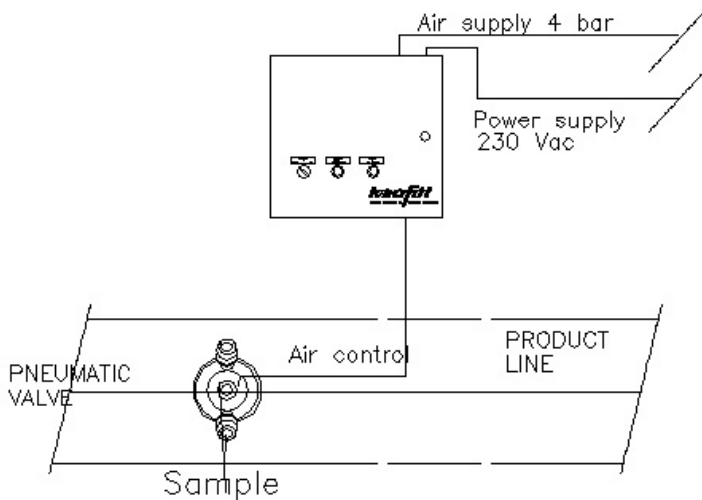 Air supply 4 bar
Power supply
230 Vac
Air control
PRODUCT
LINE
PNEUMATIC
VALVE
Sample